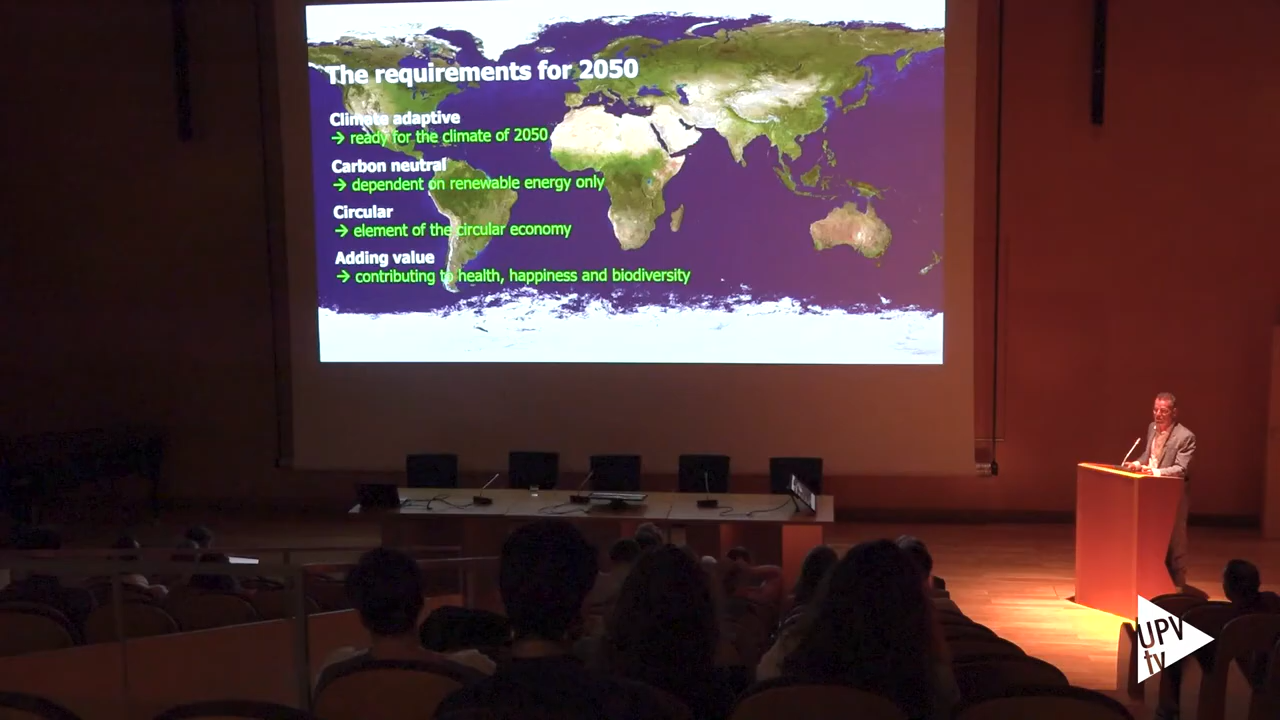 The requirements for 2050
Climate adaptive
→ ready for the climate of 2050
Carbon neutral
→ dependent on renewable energy only
Circular
→ element of the circular economy
Adding value
→ contributing to health, happiness and biodiversity
UPV
tv